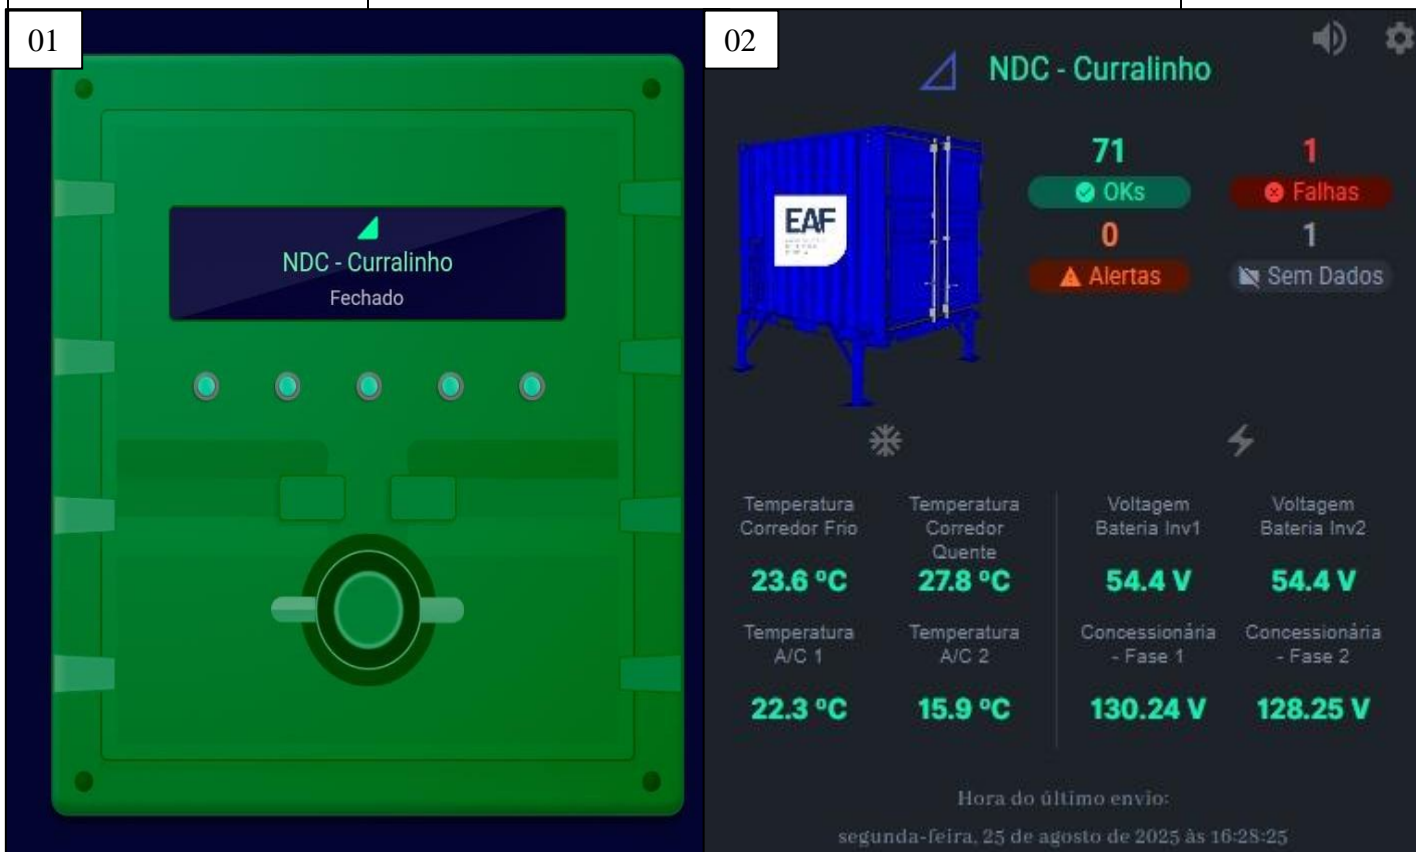 01
NDC - Curralinho
Fechado
02
NDC - Curralinho
71
OKs
1
Falhas
0
Alertas
1
Sem Dados
EAF
Temperatura
Corredor Frio
23.6 ºC
Temperatura
Corredor
Quente
27.8 ºC
Voltagem
Bateria Inv1
54.4 V
Voltagem
Bateria Inv2
54.4 V
Temperatura
A/C 1
22.3 ºC
Temperatura
A/C 2
15.9 ºC
Concessionária
- Fase 1
130.24 V
Concessionária
- Fase 2
128.25 V
Hora do último envio:
segunda-feira, 25 de agosto de 2025 às 16:28:25